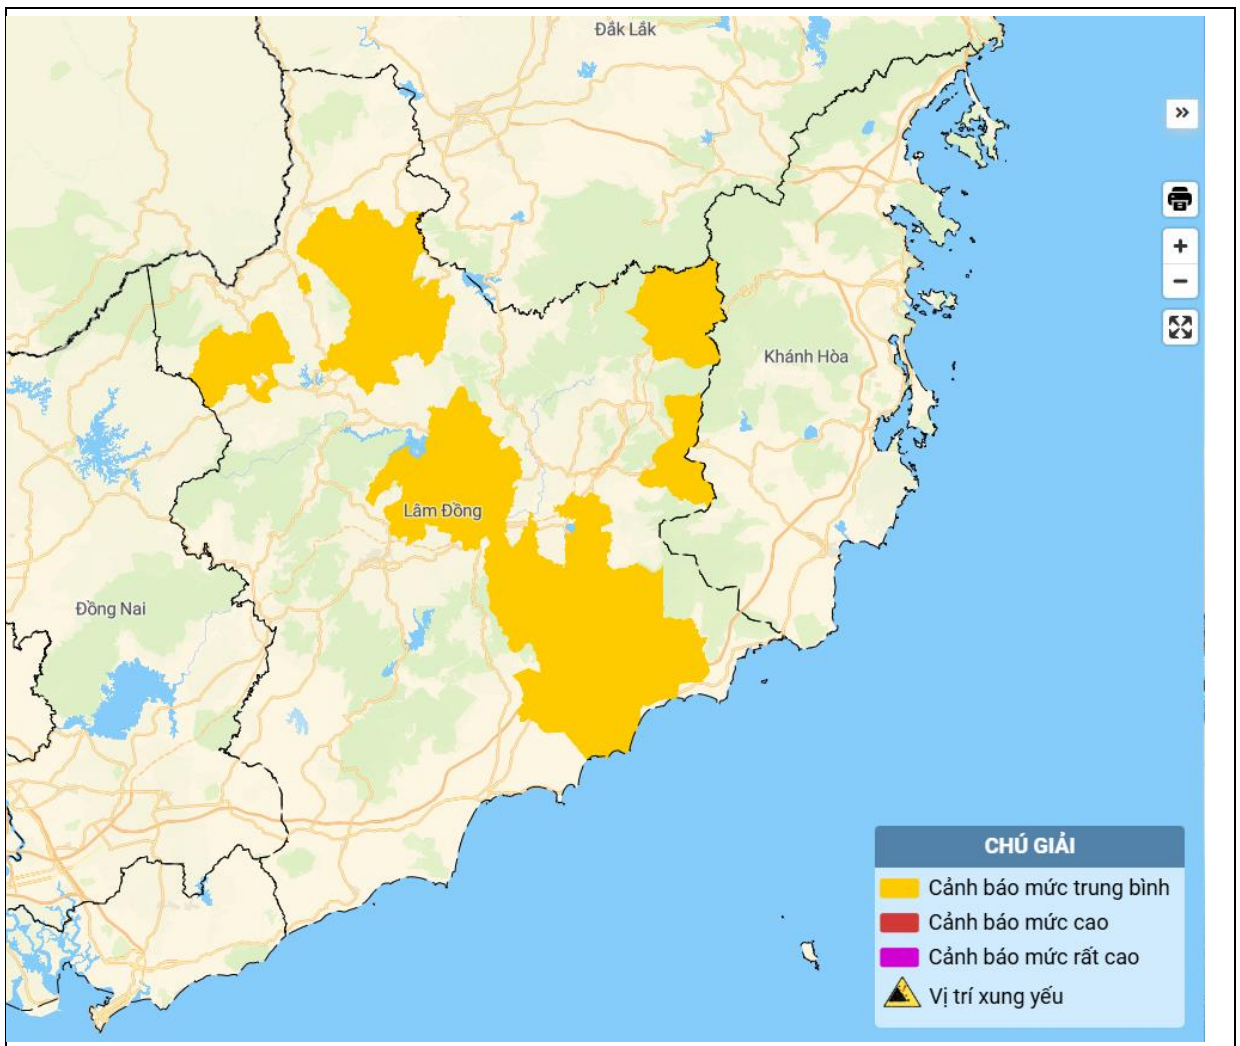 Đắk Lắk
»
+
−
Khánh Hòa
Lâm Đồng
Đồng Nai
CHÚ GIẢI
Cảnh báo mức trung bình
Cảnh báo mức cao
Cảnh báo mức rất cao
Vị trí xung yếu